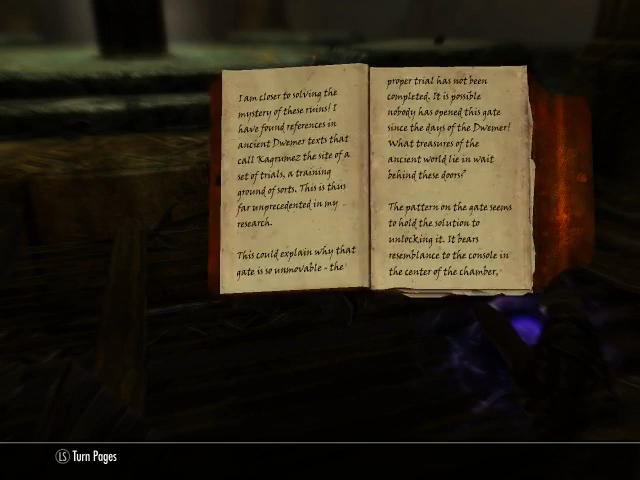 I am closer to solving the
mystery of these ruins! I
have found references in
ancient Dwemer texts that
call Kagrumez the site of a
set of trials, a training
ground of sorts. This is thus
far unprecedented in my
research.
This could explain why that
gate is so unmovable - the
proper trial has not been
completed. It is possible
nobody has opened this gate
since the days of the Dwemer!
What treasures of the
ancient world lie in wait
behind these doors?
The pattern on the gate seems
to hold the solution to
unlocking it. It bears
resemblance to the console in
the center of the chamber,
LS Turn Pages